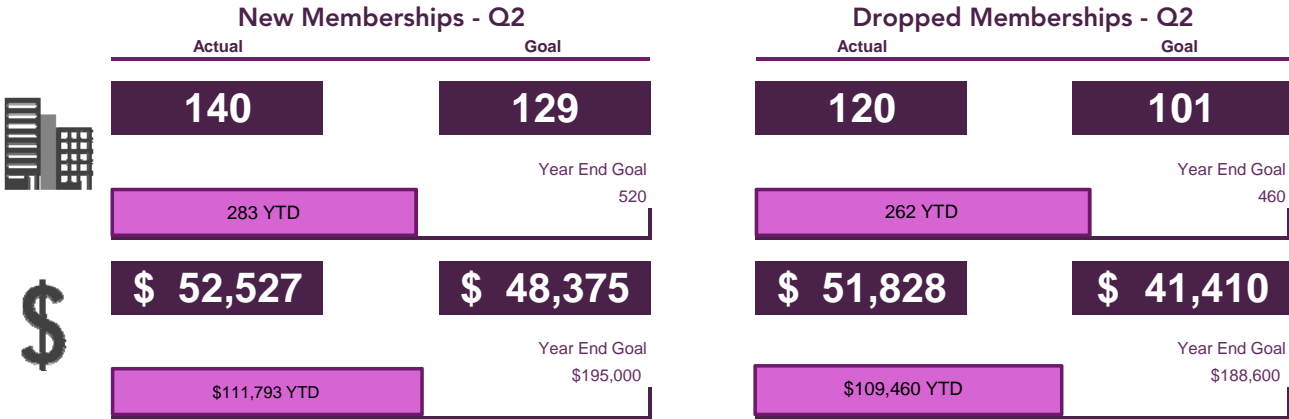 New Memberships - Q2
Actual Goal
140 129
Year End Goal
520
283 YTD
$ 52,527 $ 48,375
Year End Goal
$195,000
$111,793 YTD
Dropped Memberships - Q2
Actual Goal
120 101
Year End Goal
460
262 YTD
$ 51,828 $ 41,410
Year End Goal
$188,600
$109,460 YTD
$